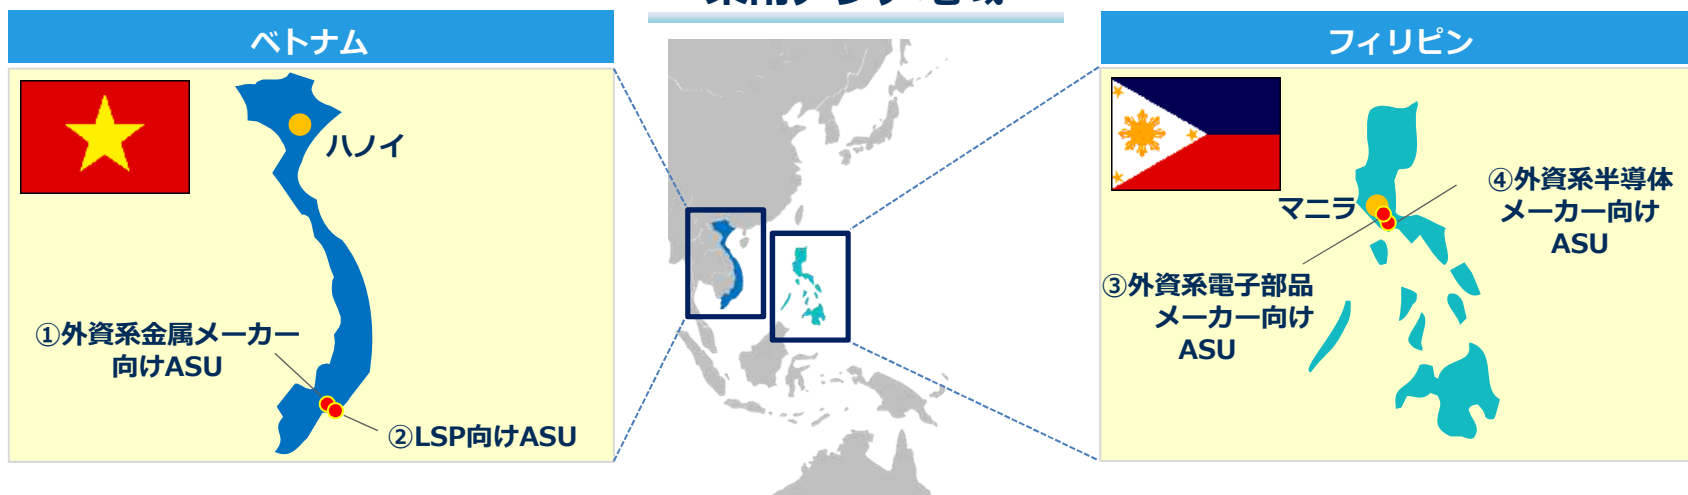 ベトナム
ハノイ
①外資系金属メーカー
向けASU
②LSP向けASU
フィリピン
マニラ
④外資系半導体
メーカー向け
ASU
③外資系電子部品
メーカー向け
ASU